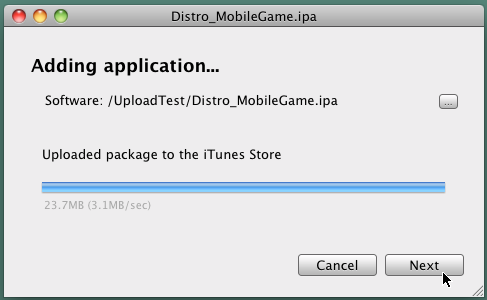 Distro_MobileGame.ipa
Adding application...
Software: /UploadTest/Distro_MobileGame.ipa
...
Uploaded package to the iTunes Store
23.7MB (3.1MB/sec)
Cancel
Next